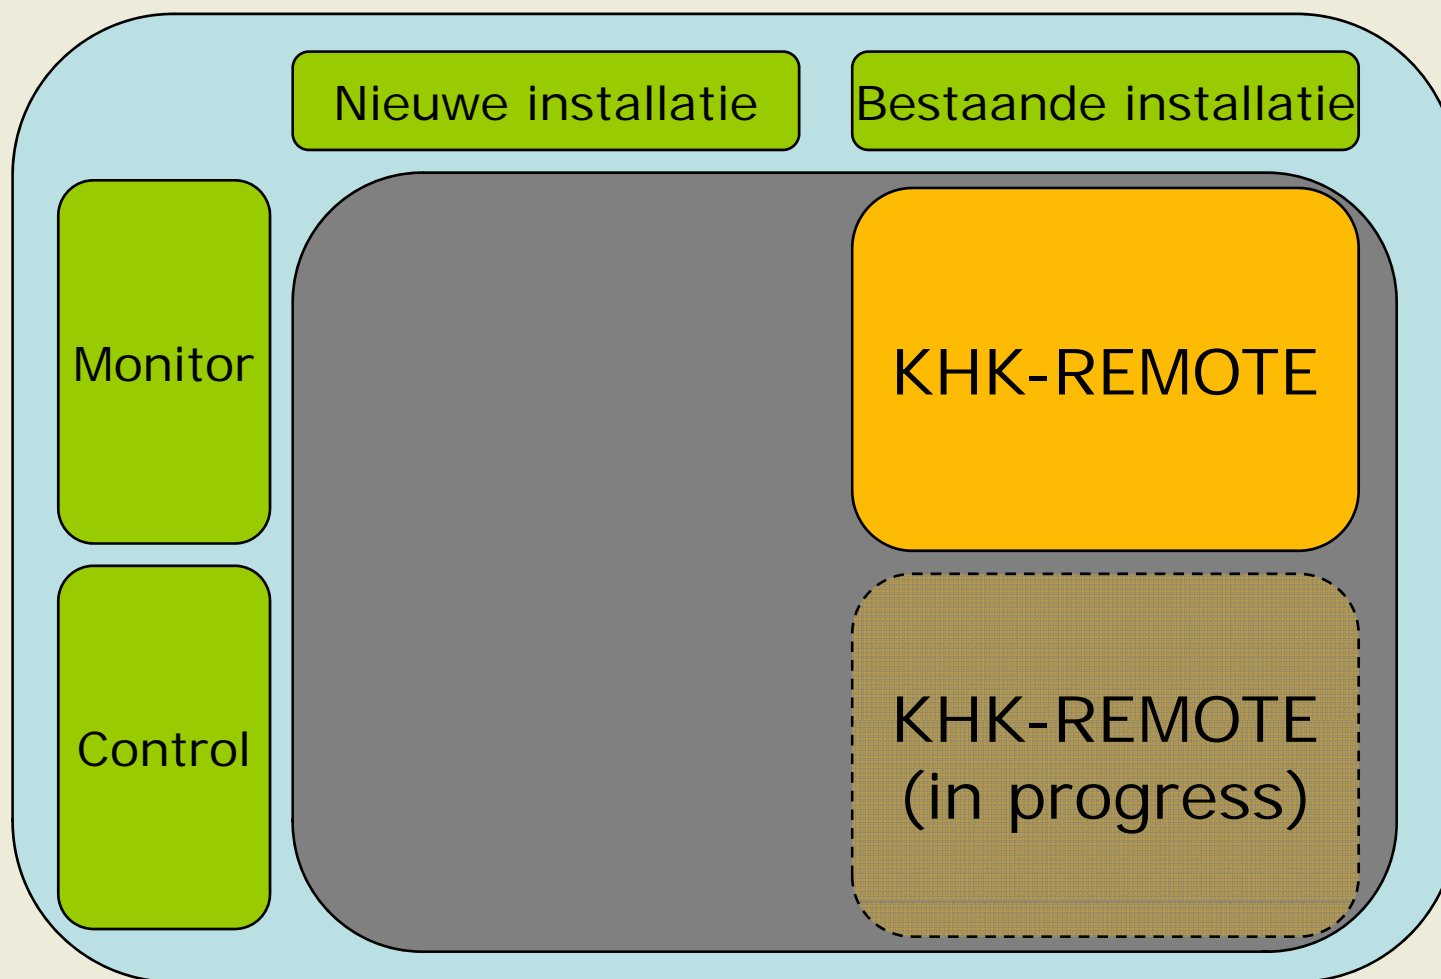 Nieuwe installatie
Bestaande installatie
Monitor
KHK-REMOTE
Control
KHK-REMOTE
(in progress)